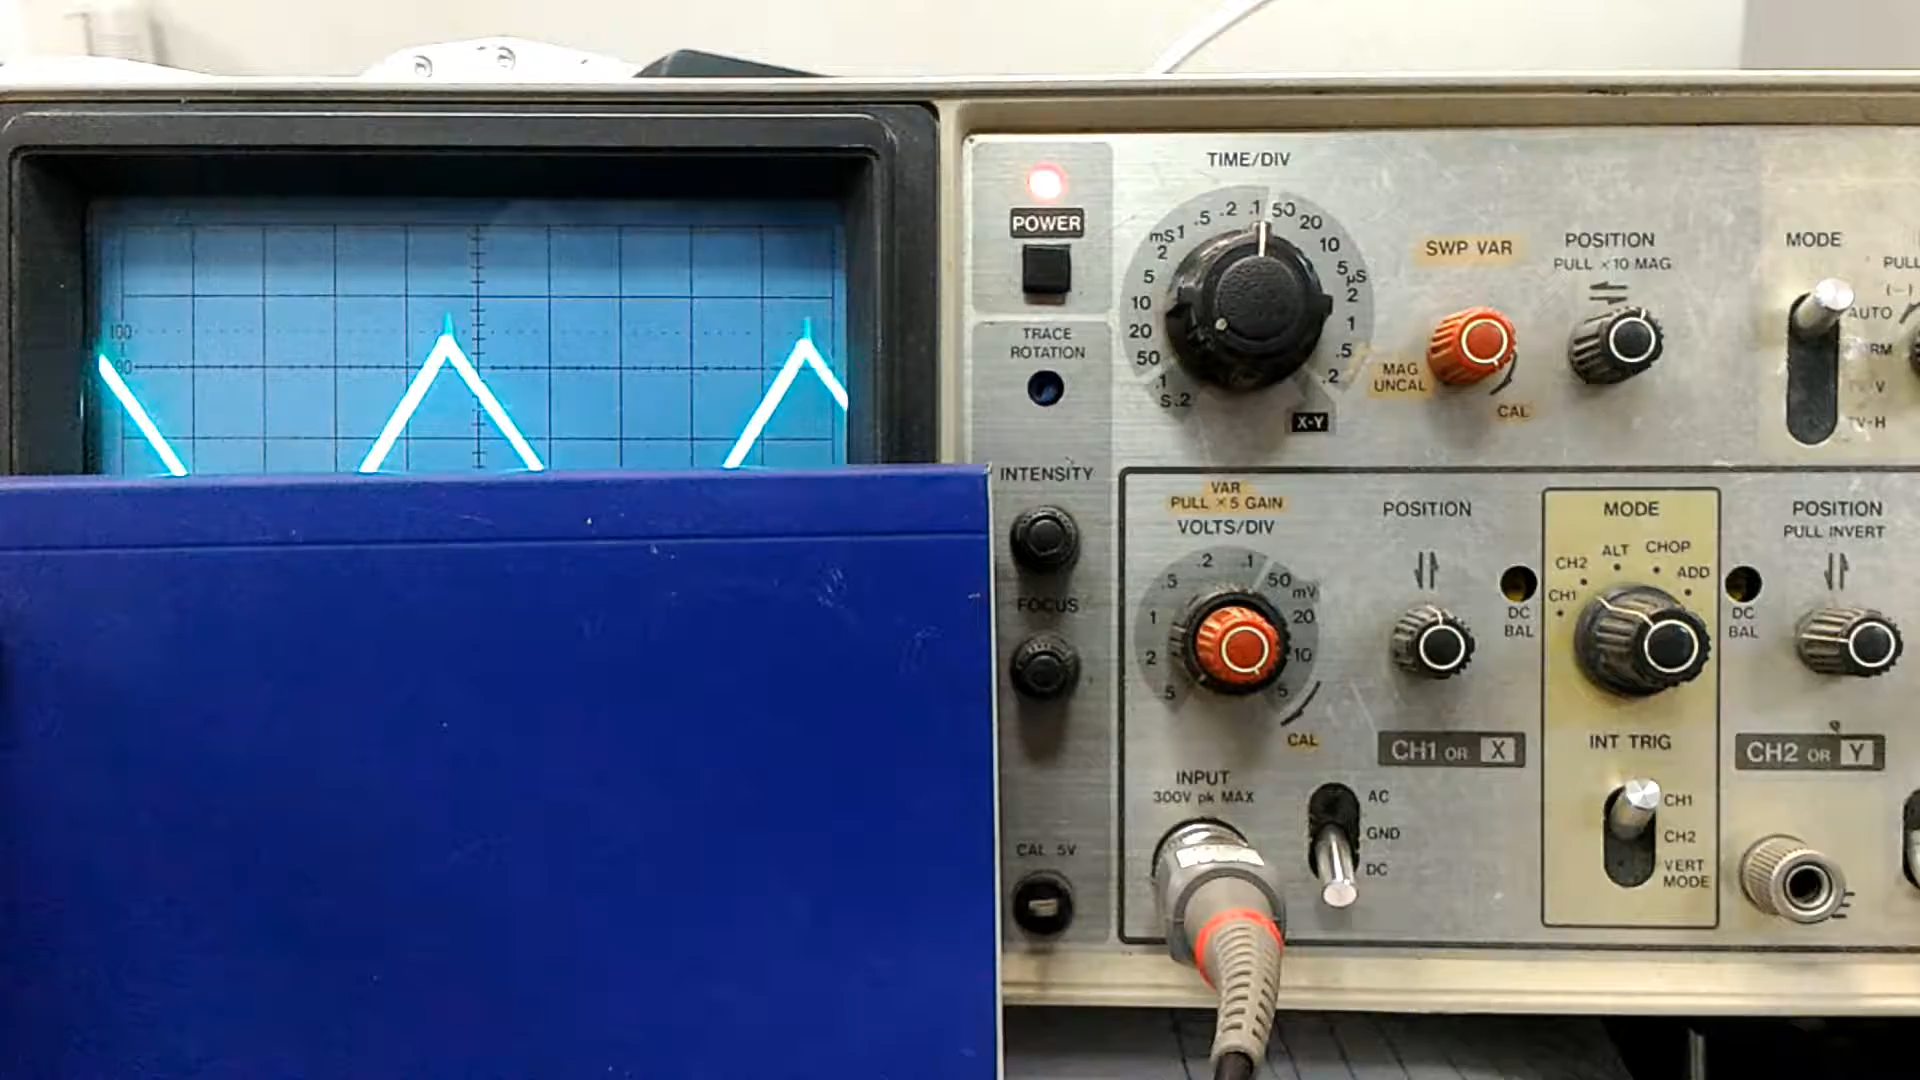 TIME/DIV
.5 .2 .1 50 20
mS 1 10
2 5 µS
5 2
10 1
20 .5
50 .2
.1
S .2
X-Y
POWER
TRACE
ROTATION
SWP VAR
MAG
UNCAL
CAL
POSITION
PULL ×10 MAG
MODE
PULL
(-)
AUTO
TV-H
100
90
INTENSITY
FOCUS
CAL 5V
VAR
PULL ×5 GAIN
VOLTS/DIV
.5 .2 .1 50 mV
1 20
2 10
5 5
CAL
INPUT
300V pk MAX
AC
GND
DC
POSITION
DC
BAL
CH1 OR X
MODE
CH1 CH2 ALT CHOP ADD
INT TRIG
CH1
CH2
VERT
MODE
POSITION
PULL INVERT
DC
BAL
CH2 OR Y